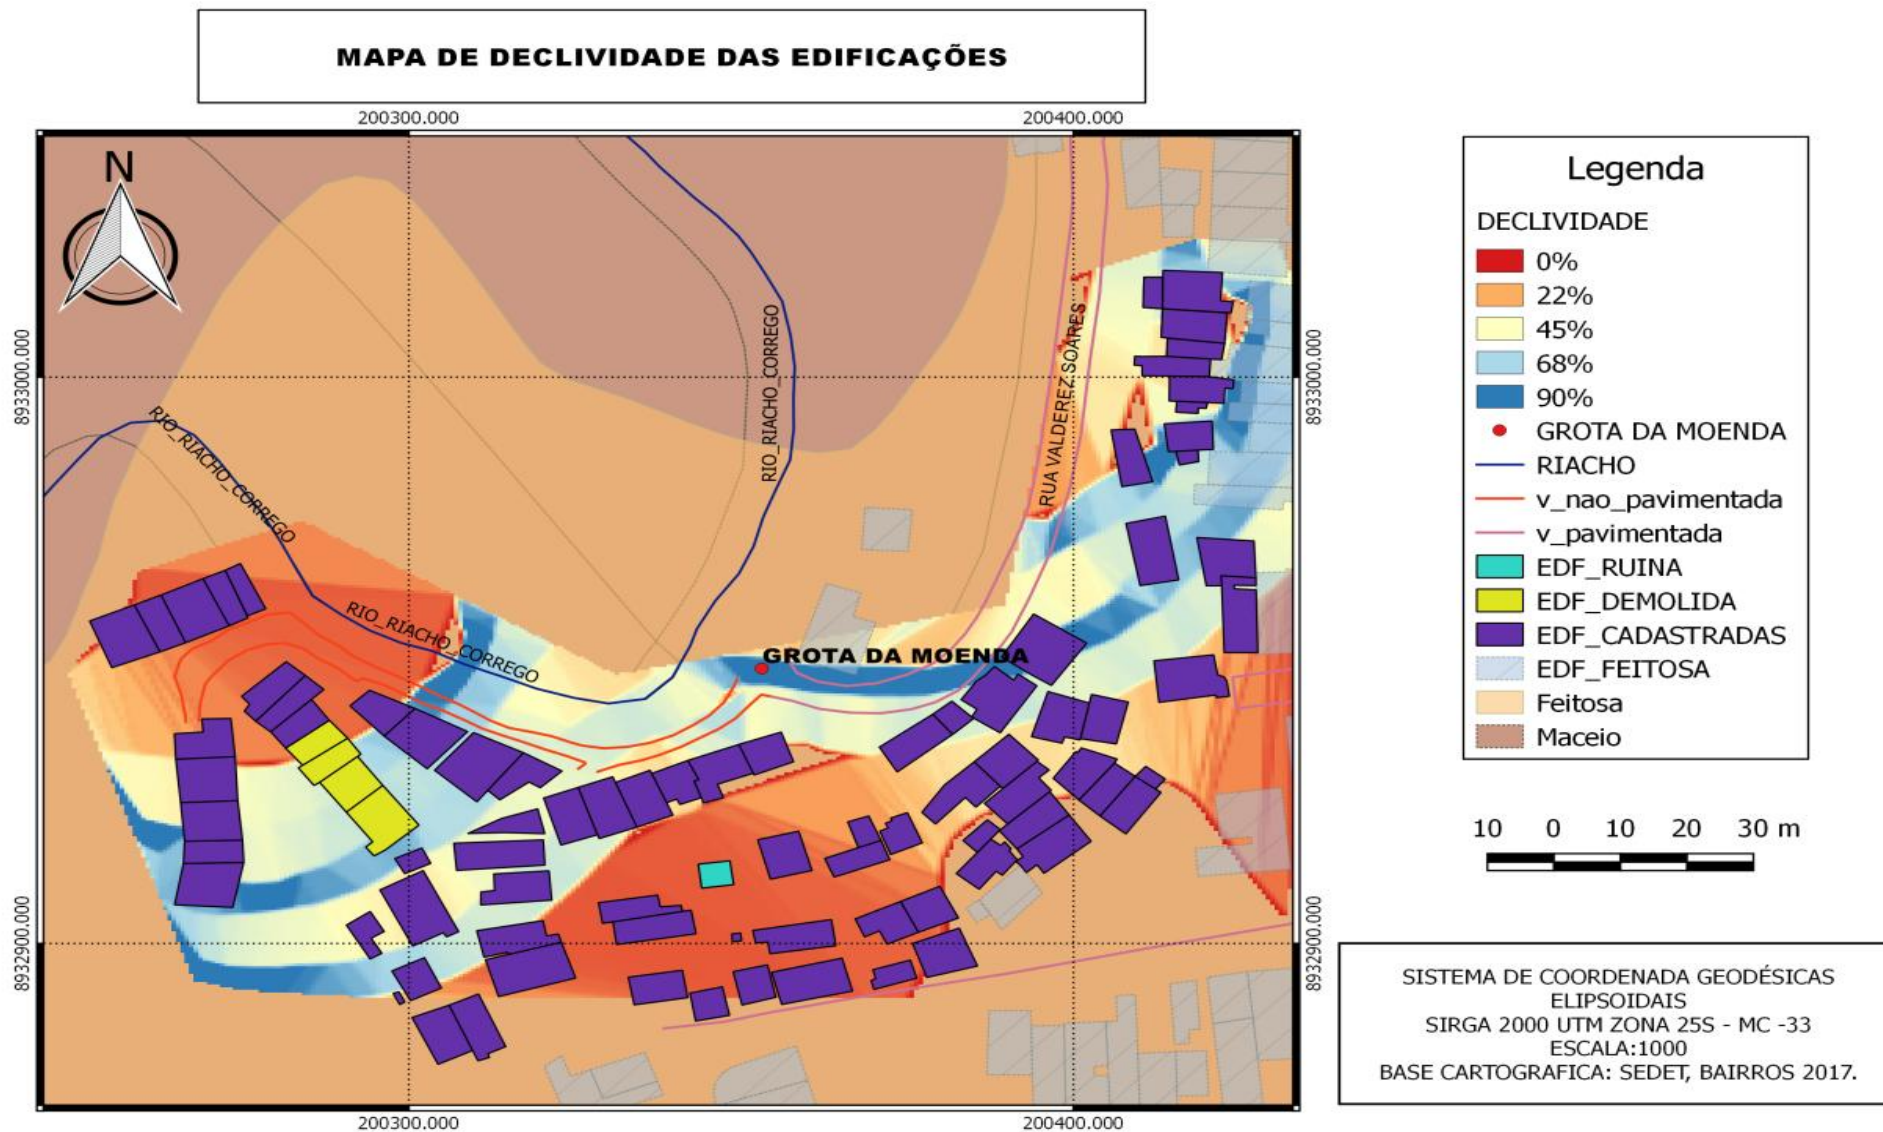 MAPA DE DECLIVIDADE DAS EDIFICAÇÕES
200300.000
200400.000
N
8933000.000
8933000.000
RIO_RIACHO_CORREGO
RUA VALDEREZ SOARES
RIO_RIACHO_CORREGO
RIO_RIACHO_CORREGO
GROTA DA MOENDA
8932900.000
8932900.000
200300.000
200400.000
Legenda
DECLIVIDADE
0%
22%
45%
68%
90%
GROTA DA MOENDA
RIACHO
v_nao_pavimentada
v_pavimentada
EDF_RUINA
EDF_DEMOLIDA
EDF_CADASTRADAS
EDF_FEITOSA
Feitosa
Maceio
10 0 10 20 30 m
SISTEMA DE COORDENADA GEODÉSICAS
ELIPSOIDAIS
SIRGA 2000 UTM ZONA 25S - MC -33
ESCALA:1000
BASE CARTOGRAFICA: SEDET, BAIRROS 2017.